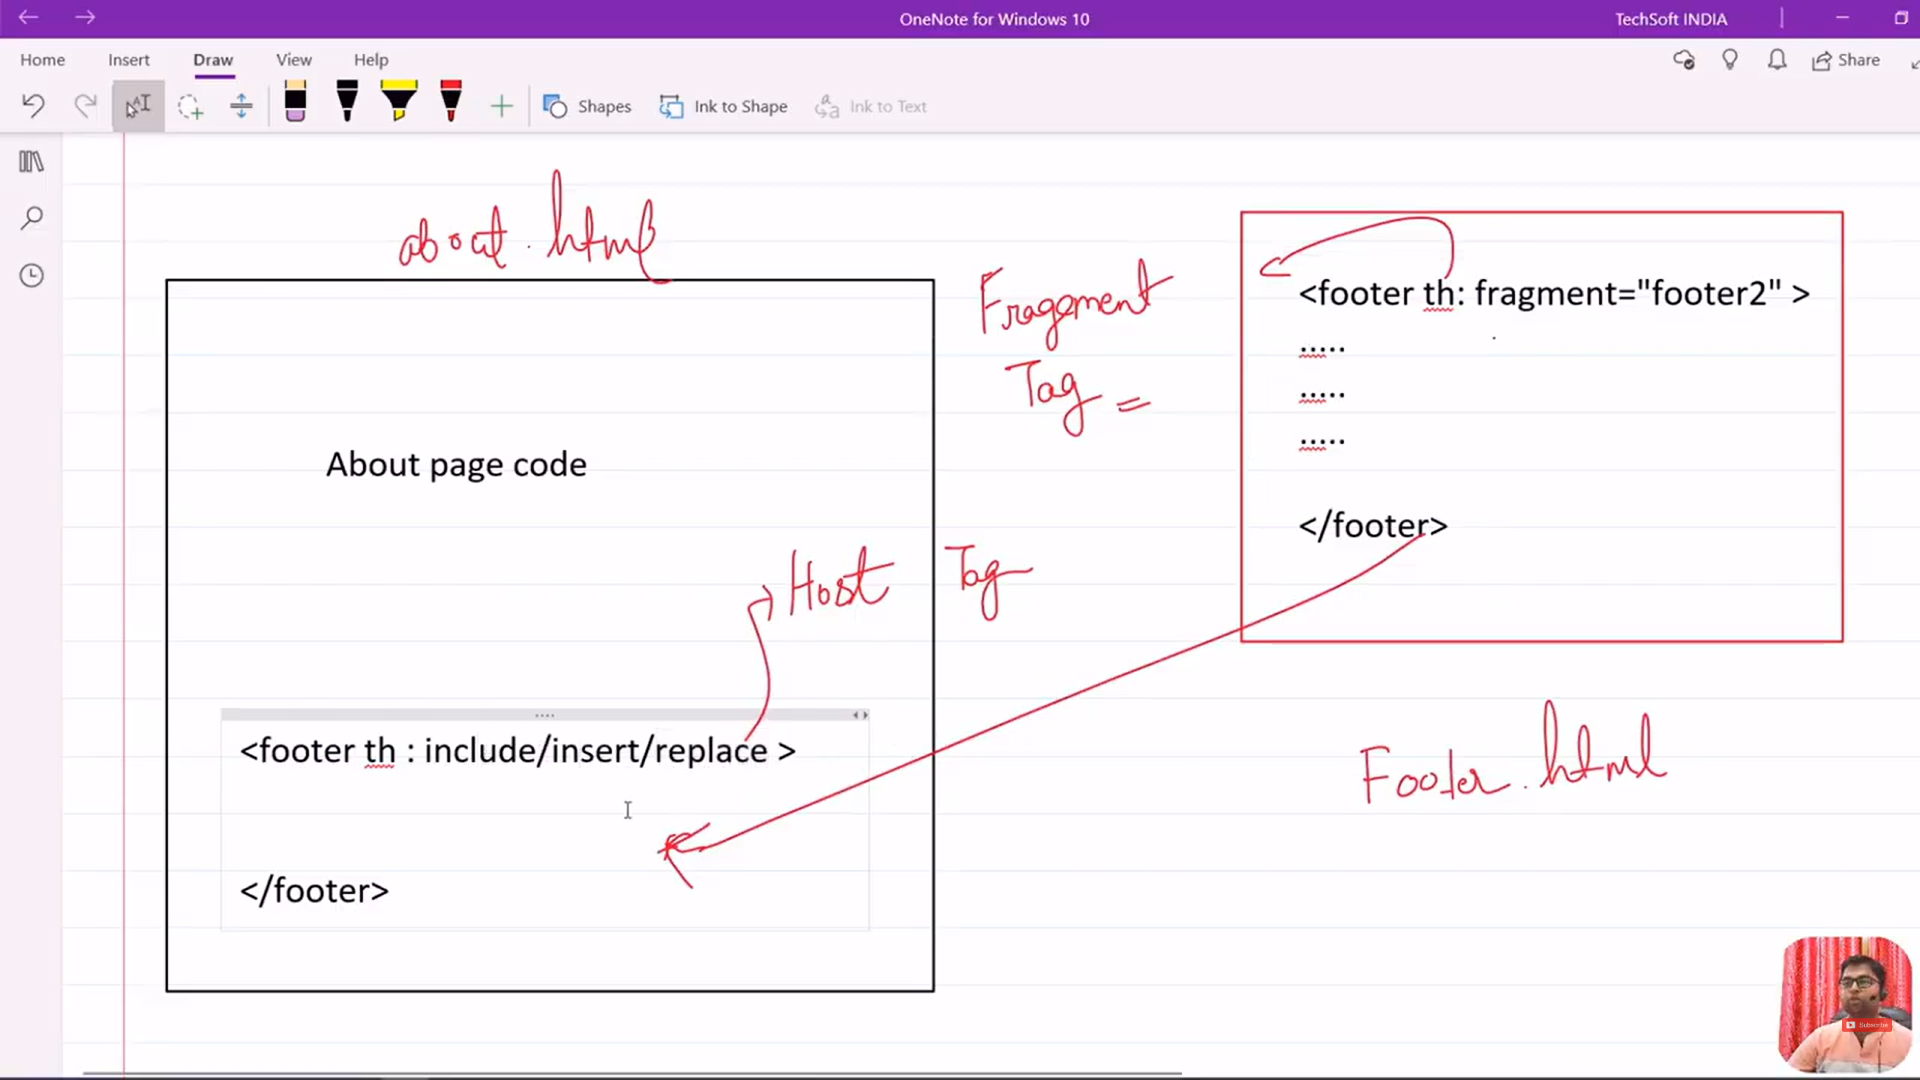 OneNote for Windows 10
TechSoft INDIA
Home Insert Draw View Help
Share
Shapes
Ink to Shape
Ink to Text
about.html
About page code
<footer th : include/insert/replace >
</footer>
Host Tag
Fragement
Tag =
<footer th: fragment="footer2" >
.....
.....
.....
</footer>
Footer.html
Subscribe